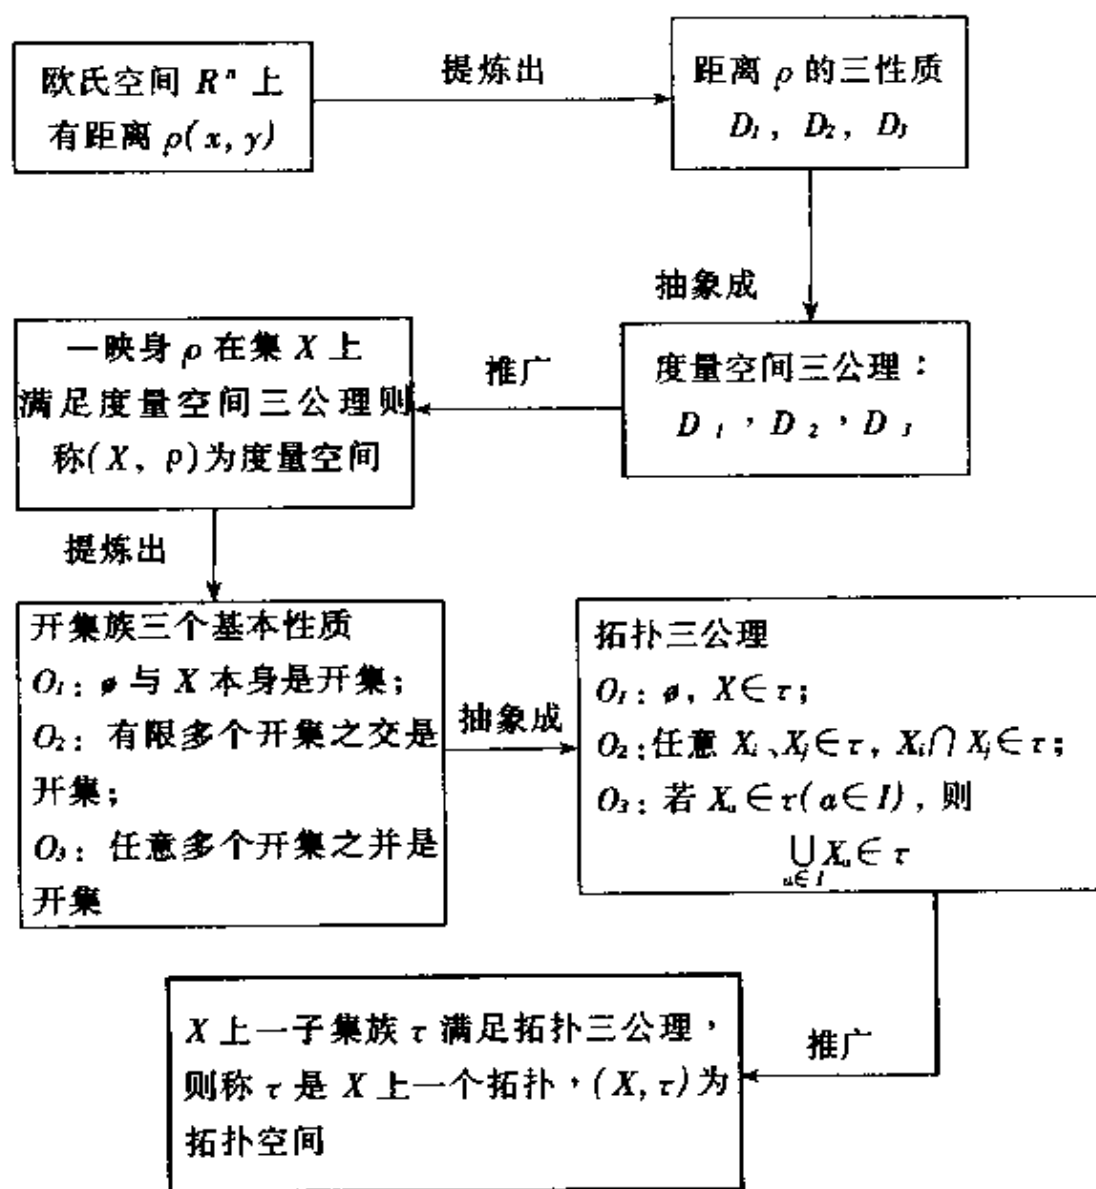 欧氏空间 Rⁿ 上
有距离 ρ(x, y)
提炼出
距离 ρ 的三性质
D₁, D₂, D₃
抽象成
度量空间三公理：
D₁，D₂，D₃
推广
一映身 ρ 在集 X 上
满足度量空间三公理则
称(X, ρ)为度量空间
提炼出
开集族三个基本性质
O₁: ø 与 X 本身是开集；
O₂: 有限多个开集之交是
开集；
O₃: 任意多个开集之并是
开集
抽象成
拓扑三公理
O₁: ø, X∈τ；
O₂:任意 Xᵢ、Xⱼ∈τ, Xᵢ∩Xⱼ∈τ；
O₃: 若 Xₐ∈τ(a∈I), 则
⋃Xₐ∈τ
a∈I
推广
X 上一子集族 τ 满足拓扑三公理，
则称 τ 是 X 上一个拓扑，(X, τ)为
拓扑空间